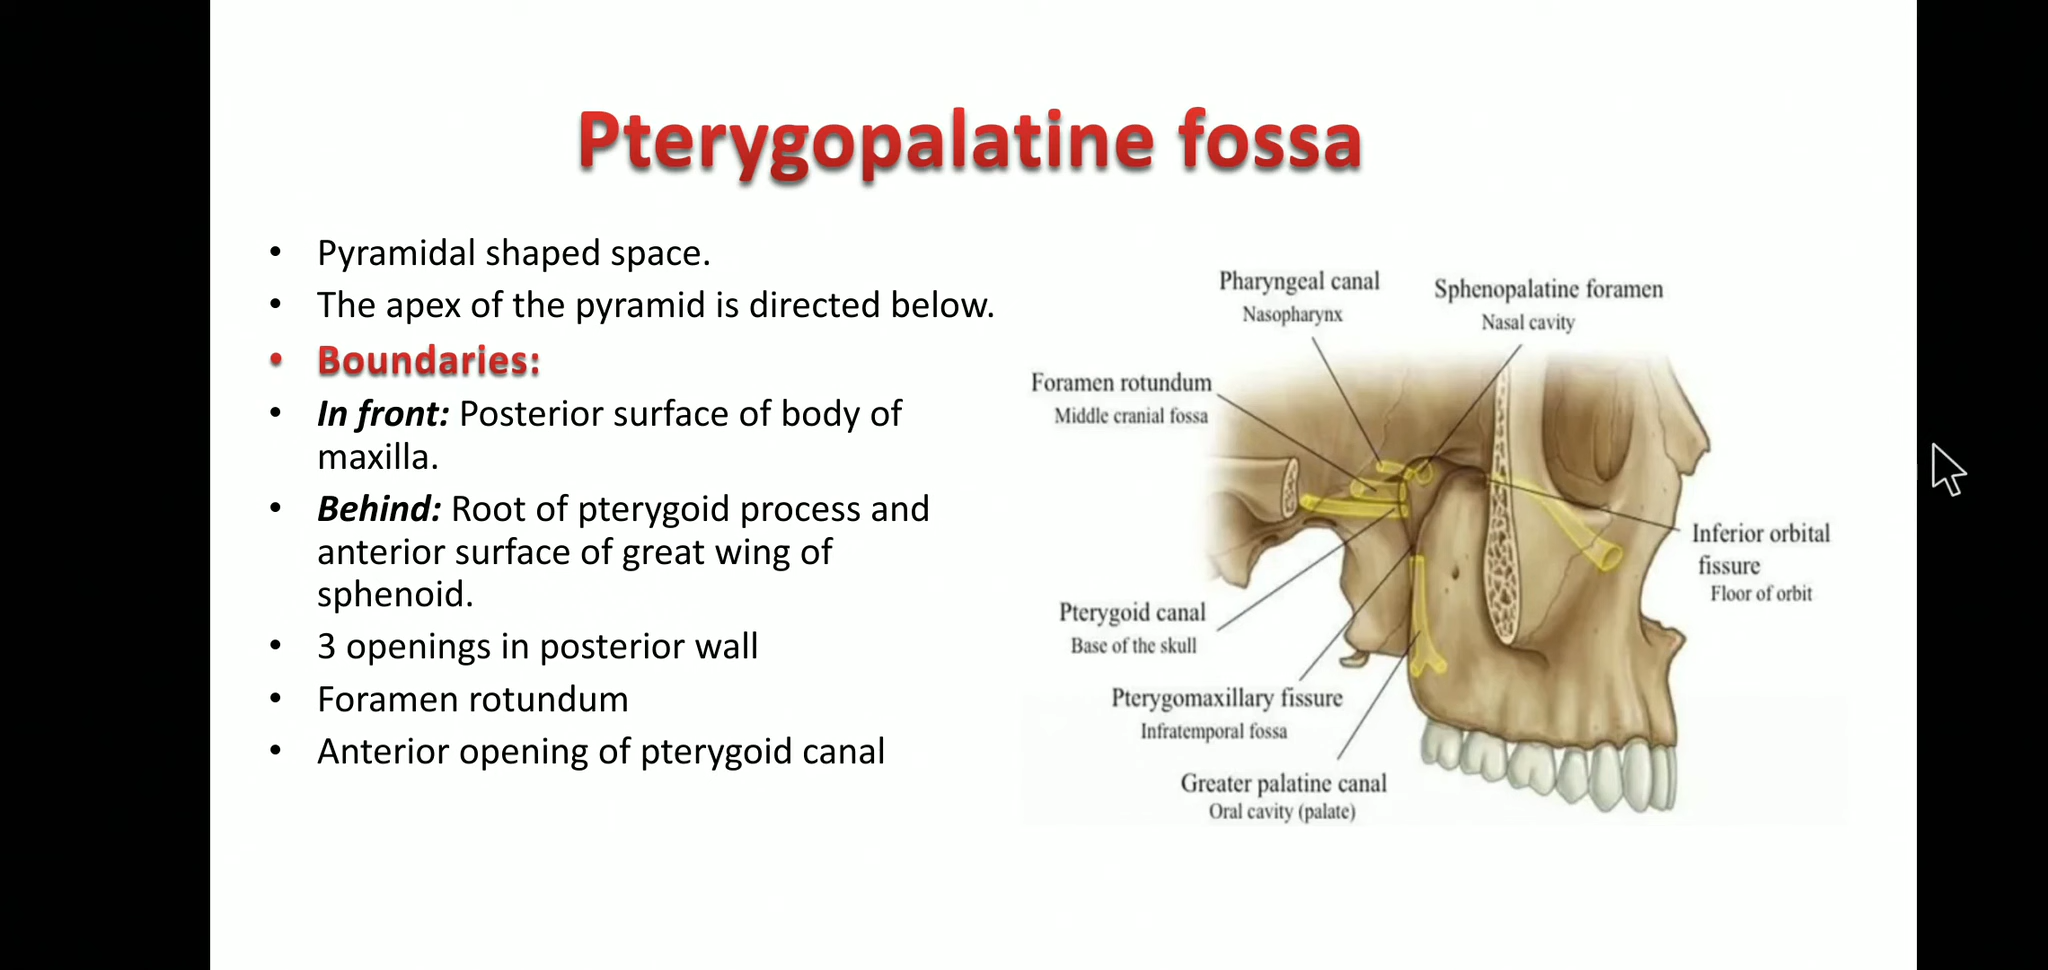 Pterygopalatine fossa
• Pyramidal shaped space.
• The apex of the pyramid is directed below.
• Boundaries:
• In front: Posterior surface of body of
maxilla.
• Behind: Root of pterygoid process and
anterior surface of great wing of
sphenoid.
• 3 openings in posterior wall
• Foramen rotundum
• Anterior opening of pterygoid canal
Pharyngeal canal
Nasopharynx
Sphenopalatine foramen
Nasal cavity
Foramen rotundum
Middle cranial fossa
Inferior orbital
fissure
Floor of orbit
Pterygoid canal
Base of the skull
Pterygomaxillary fissure
Infratemporal fossa
Greater palatine canal
Oral cavity (palate)